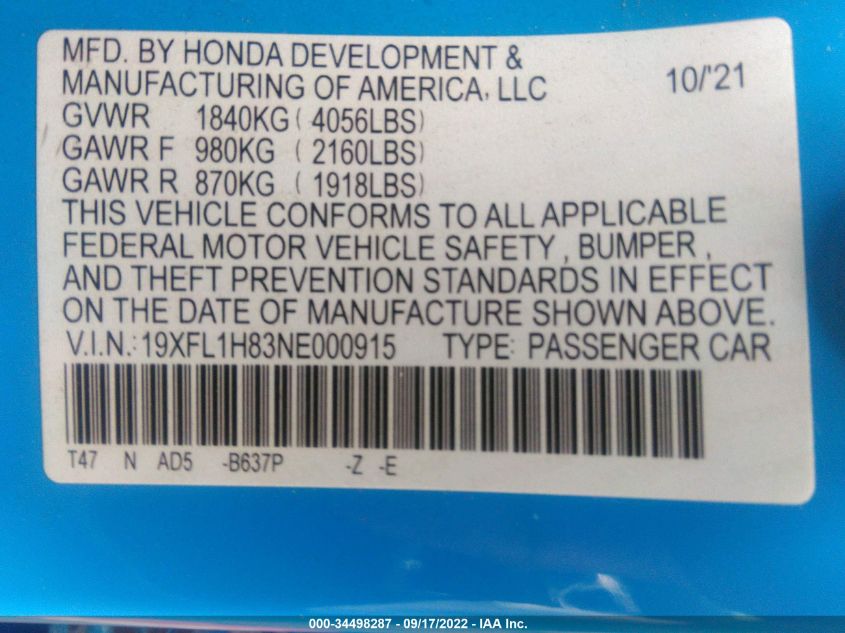 MFD. BY HONDA DEVELOPMENT &
MANUFACTURING OF AMERICA, LLC 10/'21
GVWR 1840KG ( 4056LBS)
GAWR F 980KG ( 2160LBS)
GAWR R 870KG ( 1918LBS)
THIS VEHICLE CONFORMS TO ALL APPLICABLE
FEDERAL MOTOR VEHICLE SAFETY , BUMPER ,
AND THEFT PREVENTION STANDARDS IN EFFECT
ON THE DATE OF MANUFACTURE SHOWN ABOVE.
V.I.N.: 19XFL1H83NE000915 TYPE: PASSENGER CAR
T47 N AD5 -B637P -Z -E
000-34498287 - 09/17/2022 - IAA Inc.